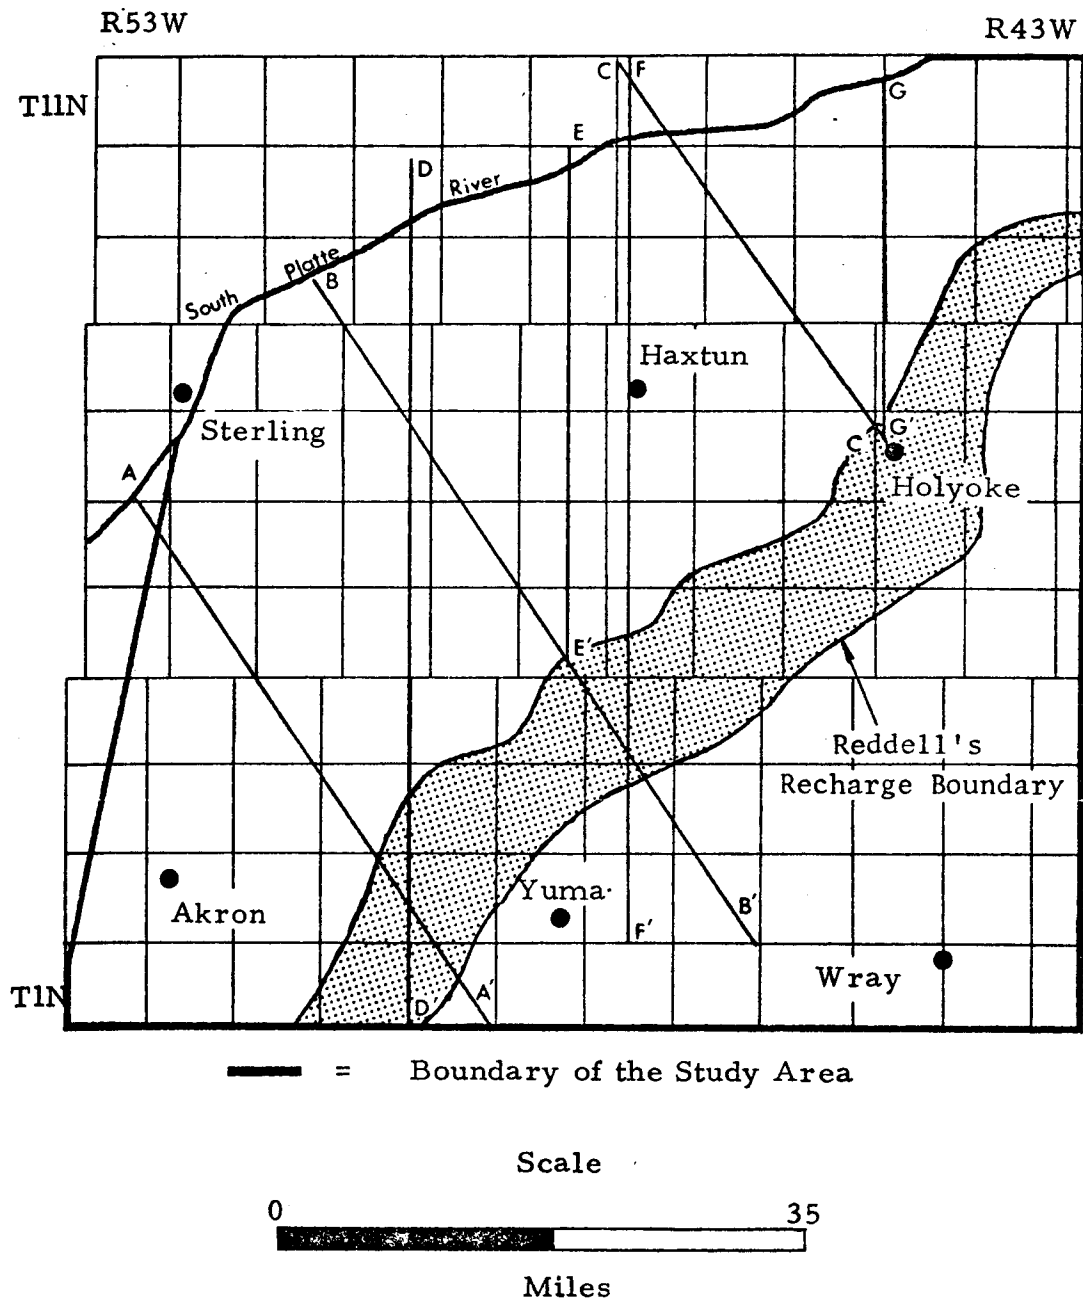 R53W
R43W
T11N
C
F
G
E
D
River
Platte
B
South
Haxtun
Sterling
G'
C'
A
Holyoke
E'
Reddell's
Recharge Boundary
Yuma
Akron
B'
F'
Wray
A'
T1N
D'
= Boundary of the Study Area
Scale
0 35
Miles